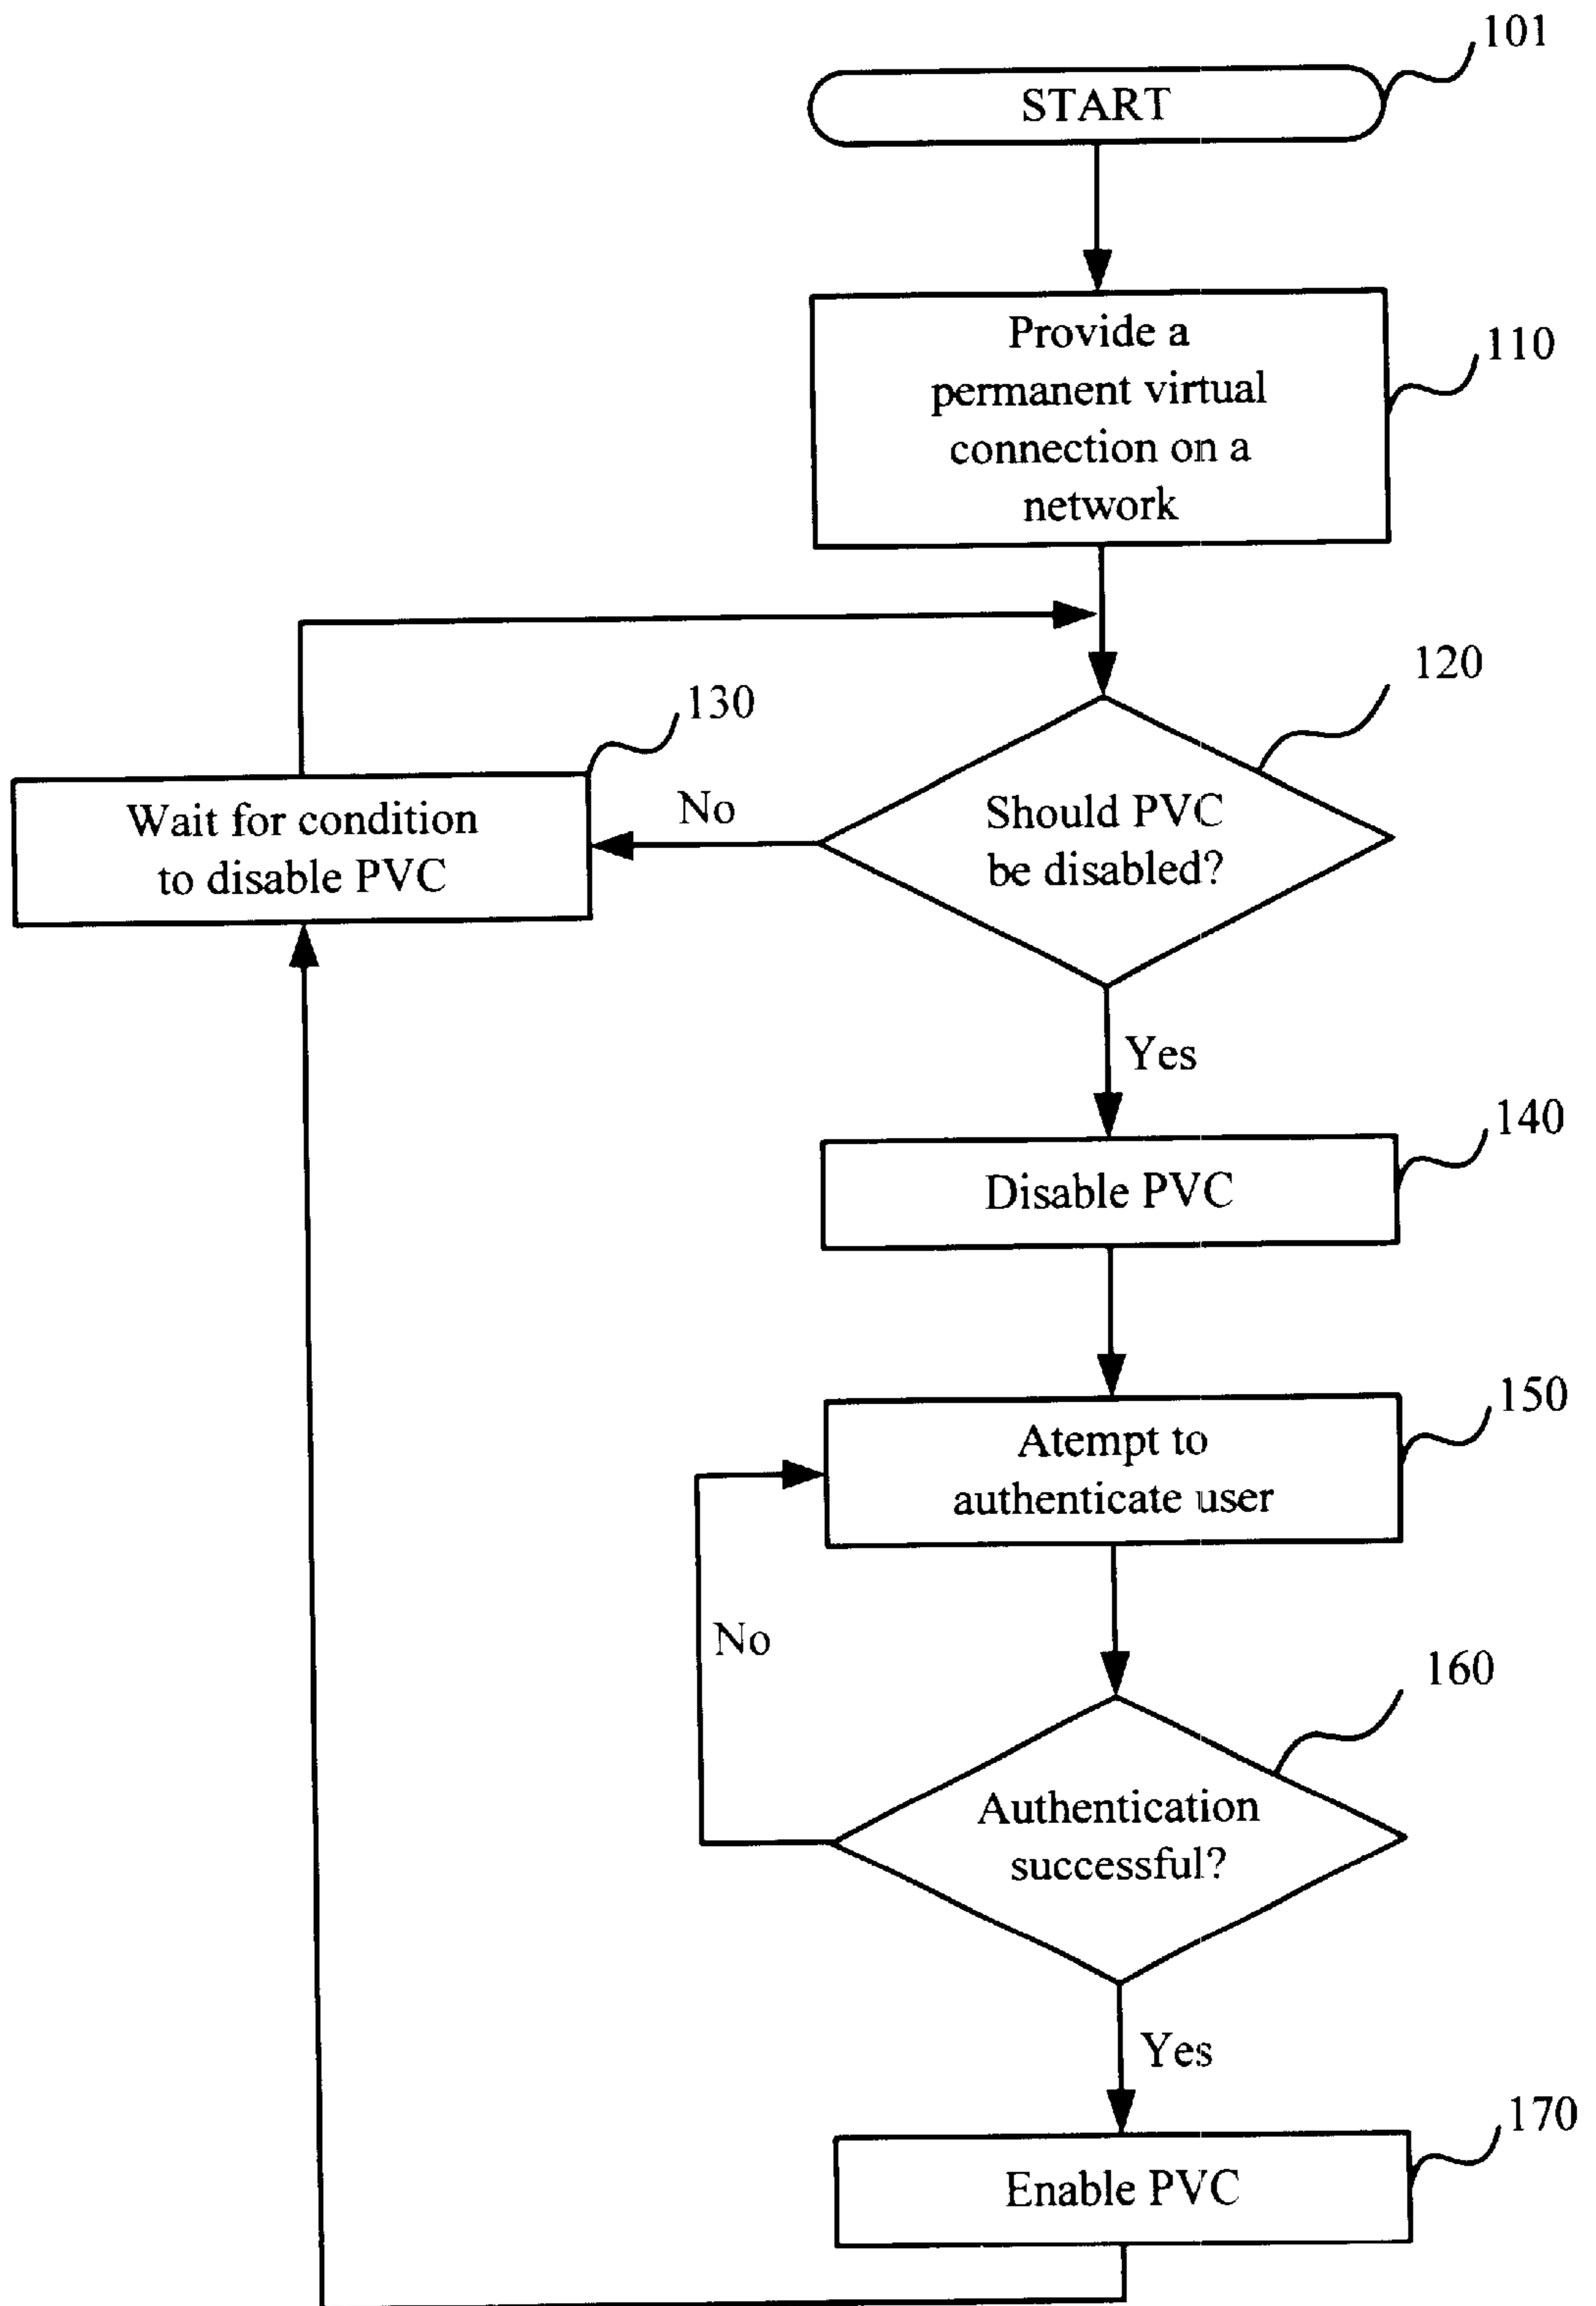 101
START
Provide a
permanent virtual
connection on a
network
110
120
130
Wait for condition
to disable PVC
No
Should PVC
be disabled?
Yes
140
Disable PVC
150
Atempt to
authenticate user
No
160
Authentication
successful?
Yes
170
Enable PVC